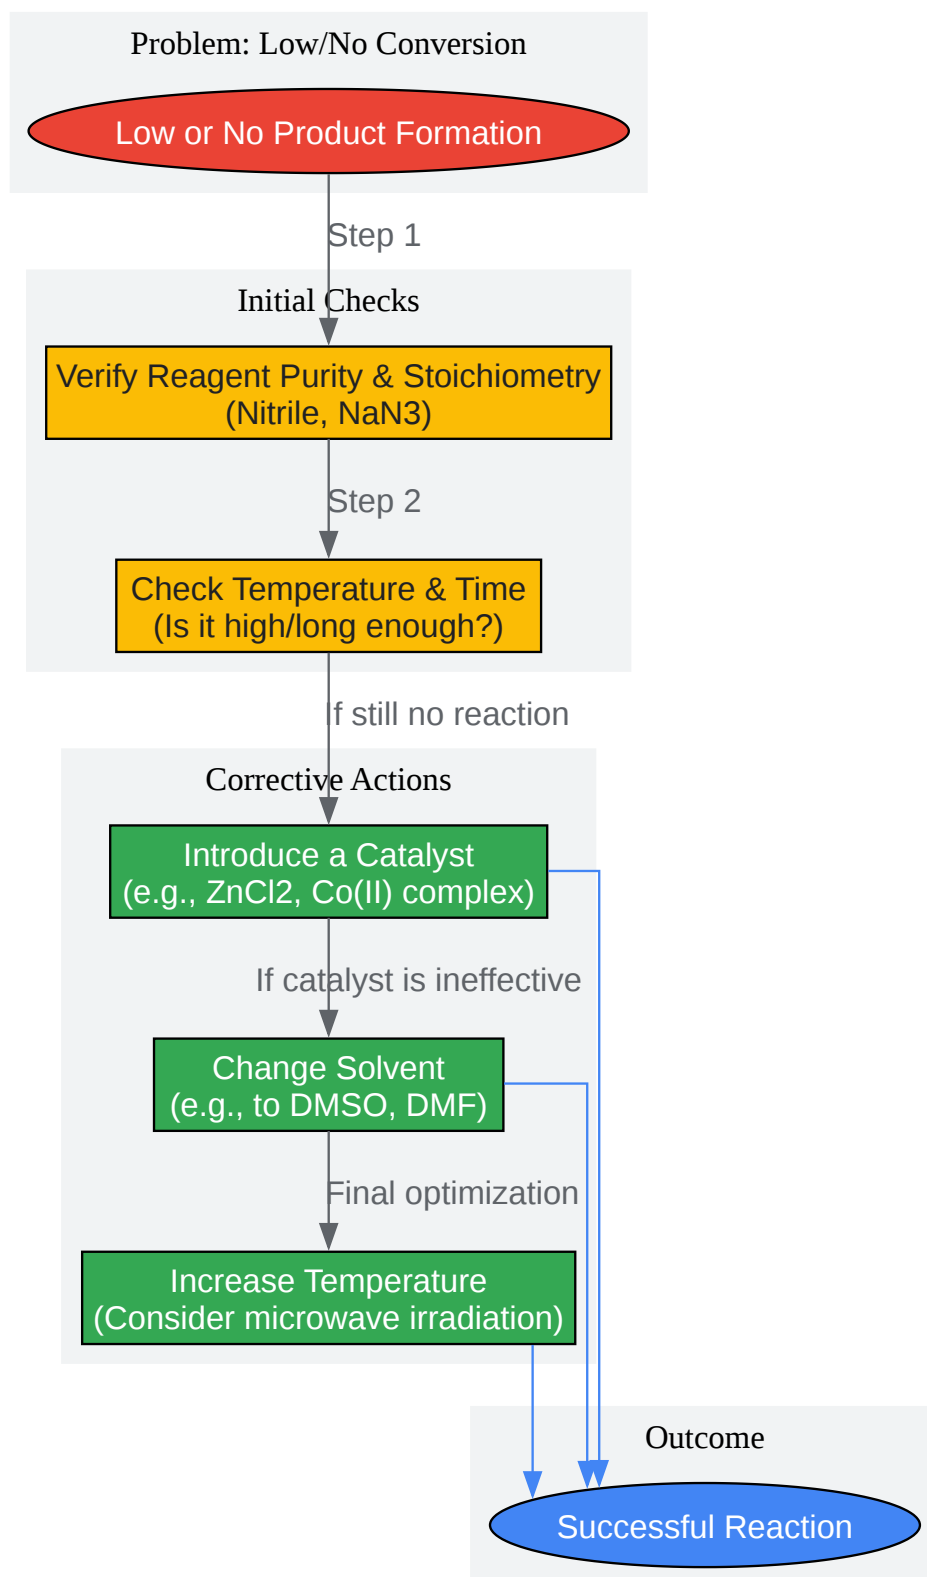 Problem: Low/No Conversion
Low or No Product Formation
Step 1
Initial Checks
Verify Reagent Purity & Stoichiometry
(Nitrile, NaN3)
Step 2
Check Temperature & Time
(Is it high/long enough?)
If still no reaction
Corrective Actions
Introduce a Catalyst
(e.g., ZnCl2, Co(II) complex)
If catalyst is ineffective
Change Solvent
(e.g., to DMSO, DMF)
Final optimization
Increase Temperature
(Consider microwave irradiation)
Outcome
Successful Reaction